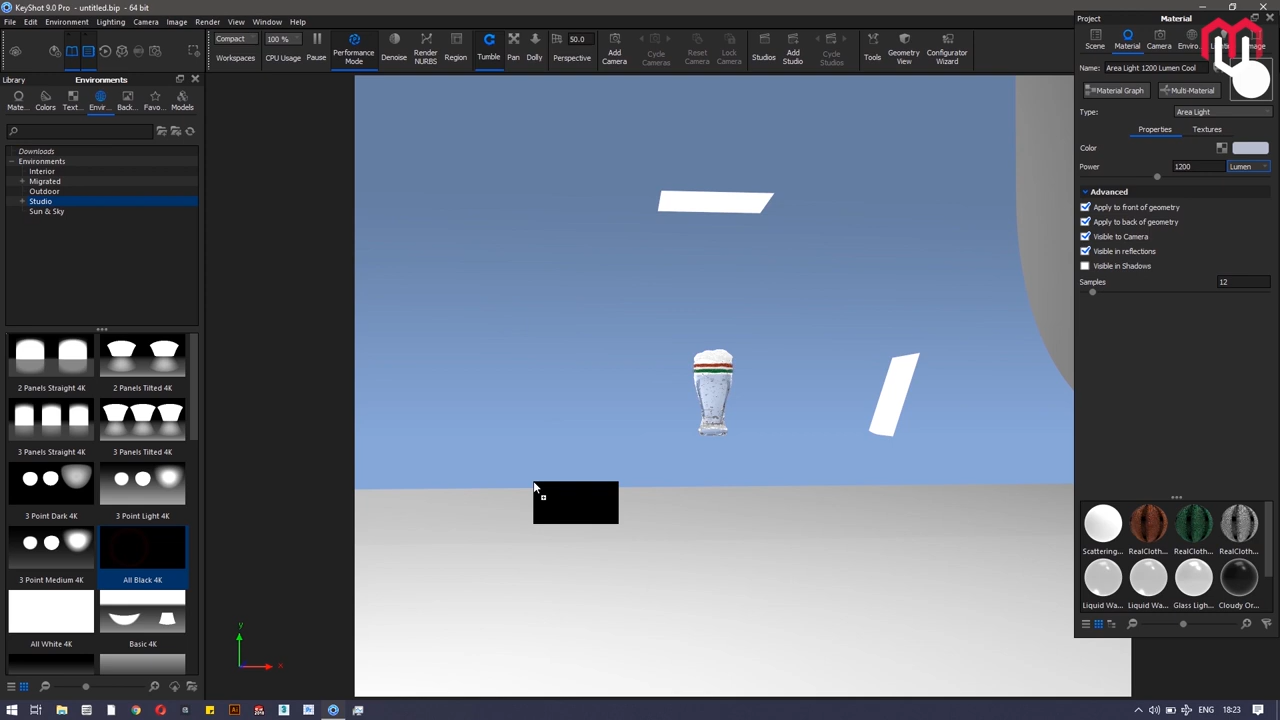 KeyShot 9.0 Pro - untitled.bip - 64 bit
File Edit Environment Lighting Camera Image Render View Window Help
Compact
Workspaces
100 %
CPU Usage
Pause
Performance
Mode
Denoise
Render
NURBS
Region
Tumble
Pan
Dolly
50.0
Perspective
Add
Camera
Cycle
Cameras
Reset
Camera
Lock
Camera
Studios
Add
Studio
Cycle
Studios
Tools
Geometry
View
Configurator
Wizard
Library
Environments
Mate...
Colors
Text...
Envir...
Back...
Favo...
Models
Downloads
Environments
Interior
Migrated
Outdoor
Studio
Sun & Sky
2 Panels Straight 4K
2 Panels Tilted 4K
3 Panels Straight 4K
3 Panels Tilted 4K
3 Point Dark 4K
3 Point Light 4K
3 Point Medium 4K
All Black 4K
All White 4K
Basic 4K
y
x
Project
Material
Scene
Material
Camera
Enviro...
Name: Area Light 1200 Lumen Cool
Material Graph
Multi-Material
Type: Area Light
Properties Textures
Color
Power 1200 Lumen
Advanced
Apply to front of geometry
Apply to back of geometry
Visible to Camera
Visible in reflections
Visible in Shadows
Samples 12
Scattering... RealCloth... RealCloth... RealCloth...
Liquid Wa... Liquid Wa... Glass Ligh... Cloudy Or...
ENG 18:23